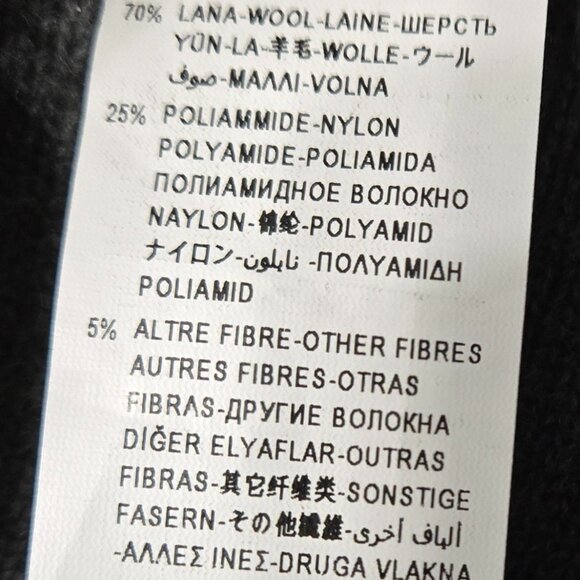 70% LANA-WOOL-LAINE-ШЕРСТЬ
YÜN-LA-羊毛-WOLLE-ウール
صوف-ΜΑΛΛΙ-VOLNA
25% POLIAMMIDE-NYLON
POLYAMIDE-POLIAMIDA
ПОЛИАМИДНОЕ ВОЛОКНО
NAYLON-锦纶-POLYAMID
ナイロン-نايلون -ΠΟΛΥΑΜΙΔΗ
POLIAMID
5% ALTRE FIBRE-OTHER FIBRES
AUTRES FIBRES-OTRAS
FIBRAS-ДРУГИЕ ВОЛОКНА
DİĞER ELYAFLAR-OUTRAS
FIBRAS-其它纤维类-SONSTIGE
FASERN-その他繊維-ألياف أخرى
-ΑΛΛΕΣ ΙΝΕΣ-DRUGA VLAKNA